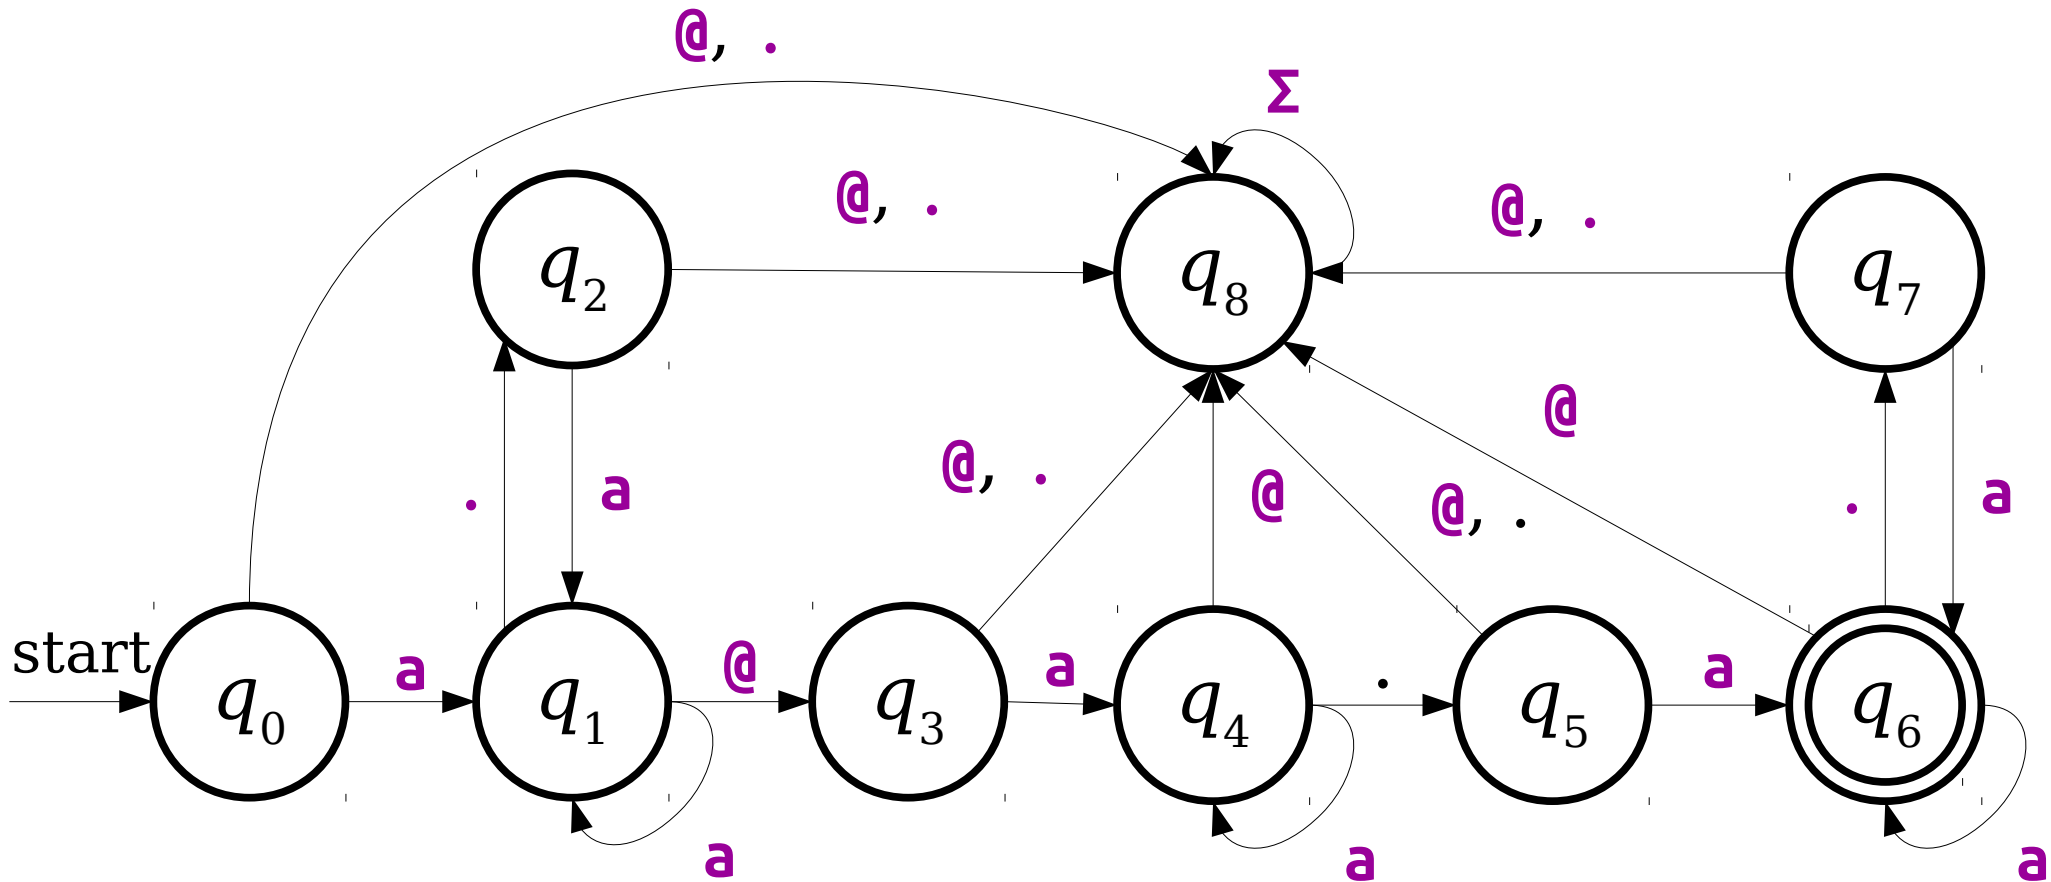 @, .
Σ
@, .
@, .
q2
q8
q7
@
@, .
@
@, .
.
a
.
a
start
a
@
a
.
a
q0
q1
q3
q4
q5
q6
a
a
a